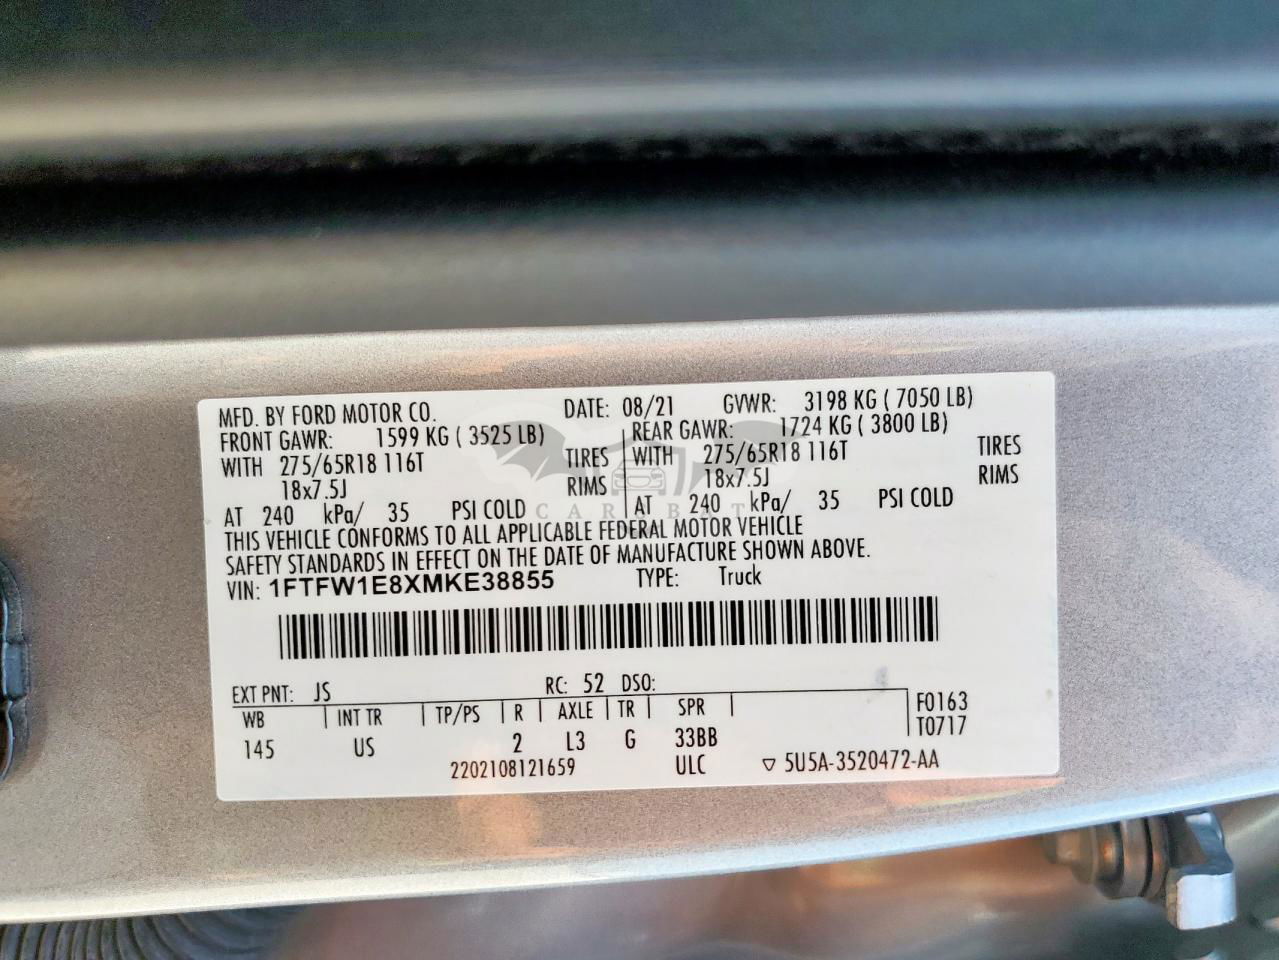 MFD. BY FORD MOTOR CO. DATE: 08/21 GVWR: 3198 KG ( 7050 LB)
FRONT GAWR: 1599 KG ( 3525 LB) REAR GAWR: 1724 KG ( 3800 LB)
WITH 275/65R18 116T TIRES WITH 275/65R18 116T TIRES
18x7.5J RIMS 18x7.5J RIMS
AT 240 kPa/ 35 PSI COLD AT 240 kPa/ 35 PSI COLD
CAR BAT
THIS VEHICLE CONFORMS TO ALL APPLICABLE FEDERAL MOTOR VEHICLE
SAFETY STANDARDS IN EFFECT ON THE DATE OF MANUFACTURE SHOWN ABOVE.
VIN: 1FTFW1E8XMKE38855 TYPE: Truck
EXT PNT: JS RC: 52 DSO:
WB INT TR TP/PS R AXLE TR SPR F0163
145 US 2 L3 G 33BB T0717
2202108121659 ULC ▽ 5U5A-3520472-AA